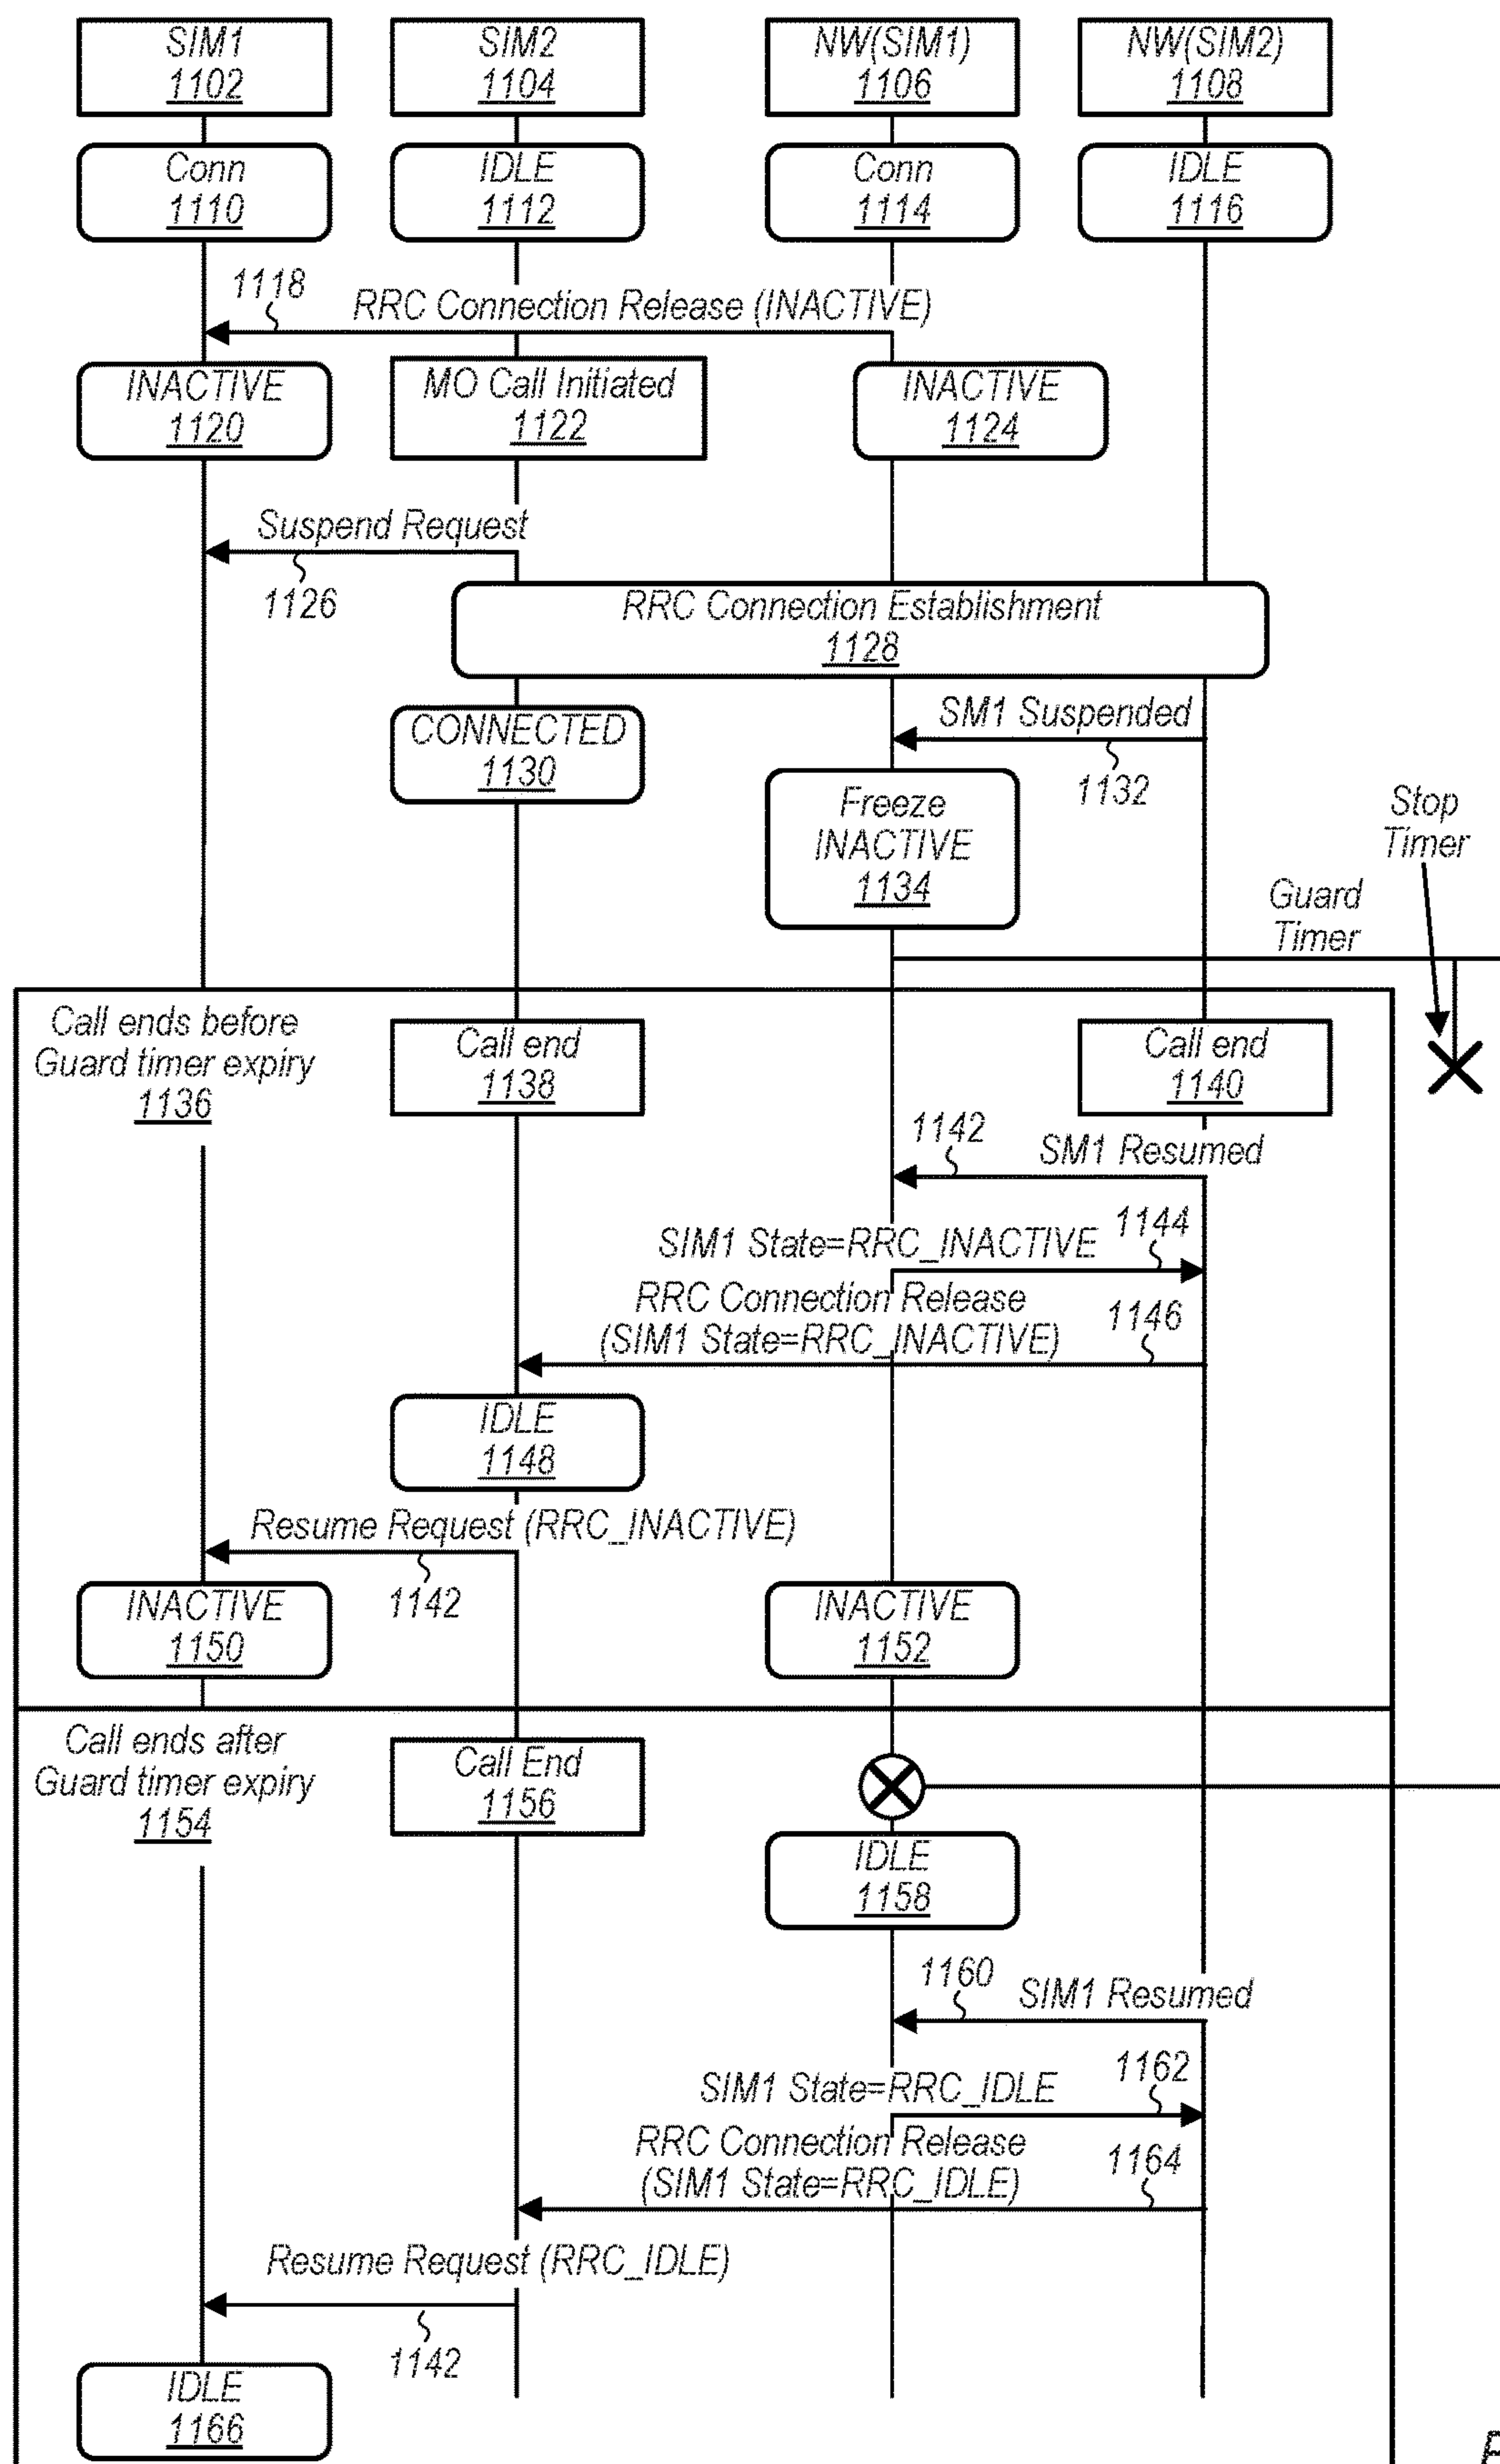 SIM1
1102
SIM2
1104
NW(SIM1)
1106
NW(SIM2)
1108
Conn
1110
IDLE
1112
Conn
1114
IDLE
1116
1118
RRC Connection Release (INACTIVE)
INACTIVE
1120
MO Call Initiated
1122
INACTIVE
1124
Suspend Request
1126
RRC Connection Establishment
1128
CONNECTED
1130
SM1 Suspended
1132
Freeze
INACTIVE
1134
Stop
Timer
Guard
Timer
Call ends before
Guard timer expiry
1136
Call end
1138
Call end
1140
1142
SM1 Resumed
SIM1 State=RRC_INACTIVE
1144
RRC Connection Release
(SIM1 State=RRC_INACTIVE)
1146
IDLE
1148
Resume Request (RRC_INACTIVE)
1142
INACTIVE
1150
INACTIVE
1152
Call ends after
Guard timer expiry
1154
Call End
1156
IDLE
1158
1160
SIM1 Resumed
SIM1 State=RRC_IDLE
1162
RRC Connection Release
(SIM1 State=RRC_IDLE)
1164
Resume Request (RRC_IDLE)
1142
IDLE
1166